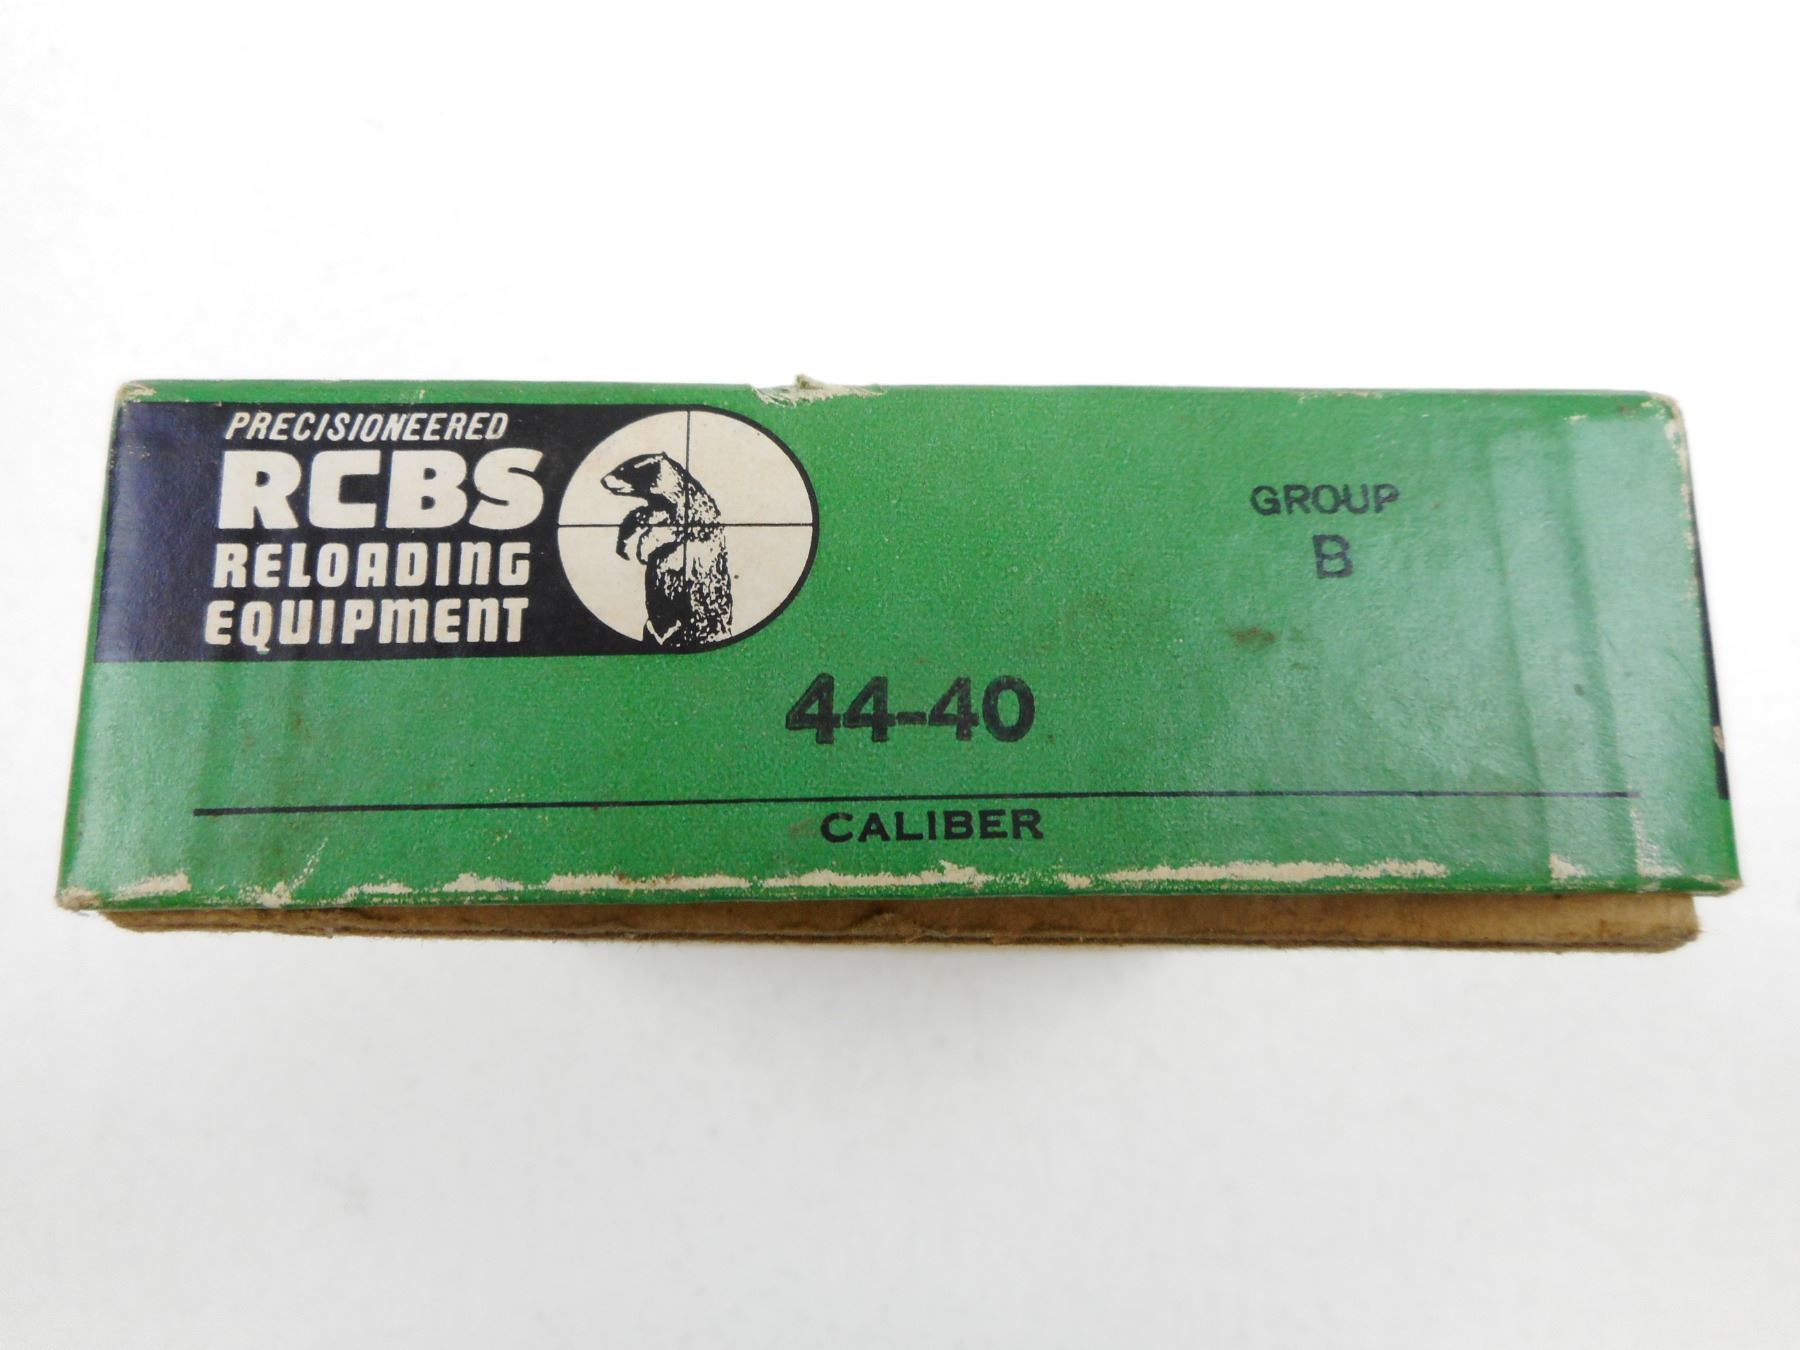 PRECISIONEERED
RCBS
RELOADING
EQUIPMENT
GROUP
B
44-40
CALIBER